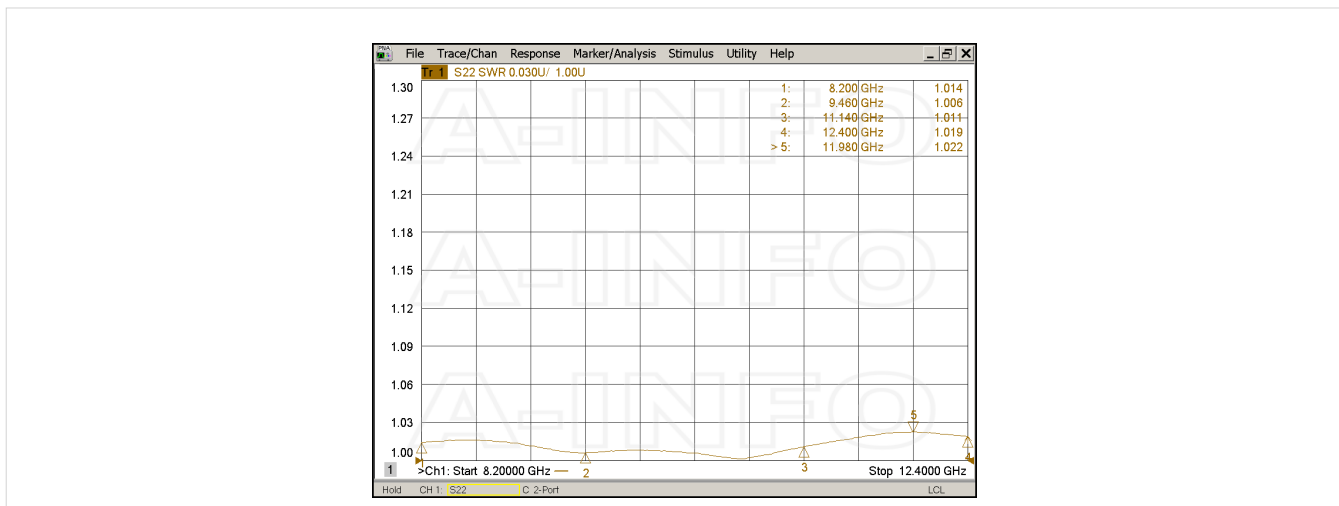 PNA
File Trace/Chan Response Marker/Analysis Stimulus Utility Help
Tr 1 S22 SWR 0.030U/ 1.00U
1.30
1.27
1.24
1.21
1.18
1.15
1.12
1.09
1.06
1.03
1.00
1: 8.200 GHz 1.014
2: 9.460 GHz 1.006
3: 11.140 GHz 1.011
4: 12.400 GHz 1.019
> 5: 11.980 GHz 1.022
A-INFO
A-INFO
A-INFO
5
1
2
3
4
1 >Ch1: Start 8.20000 GHz — Stop 12.4000 GHz
Hold CH 1: S22 C 2-Port LCL